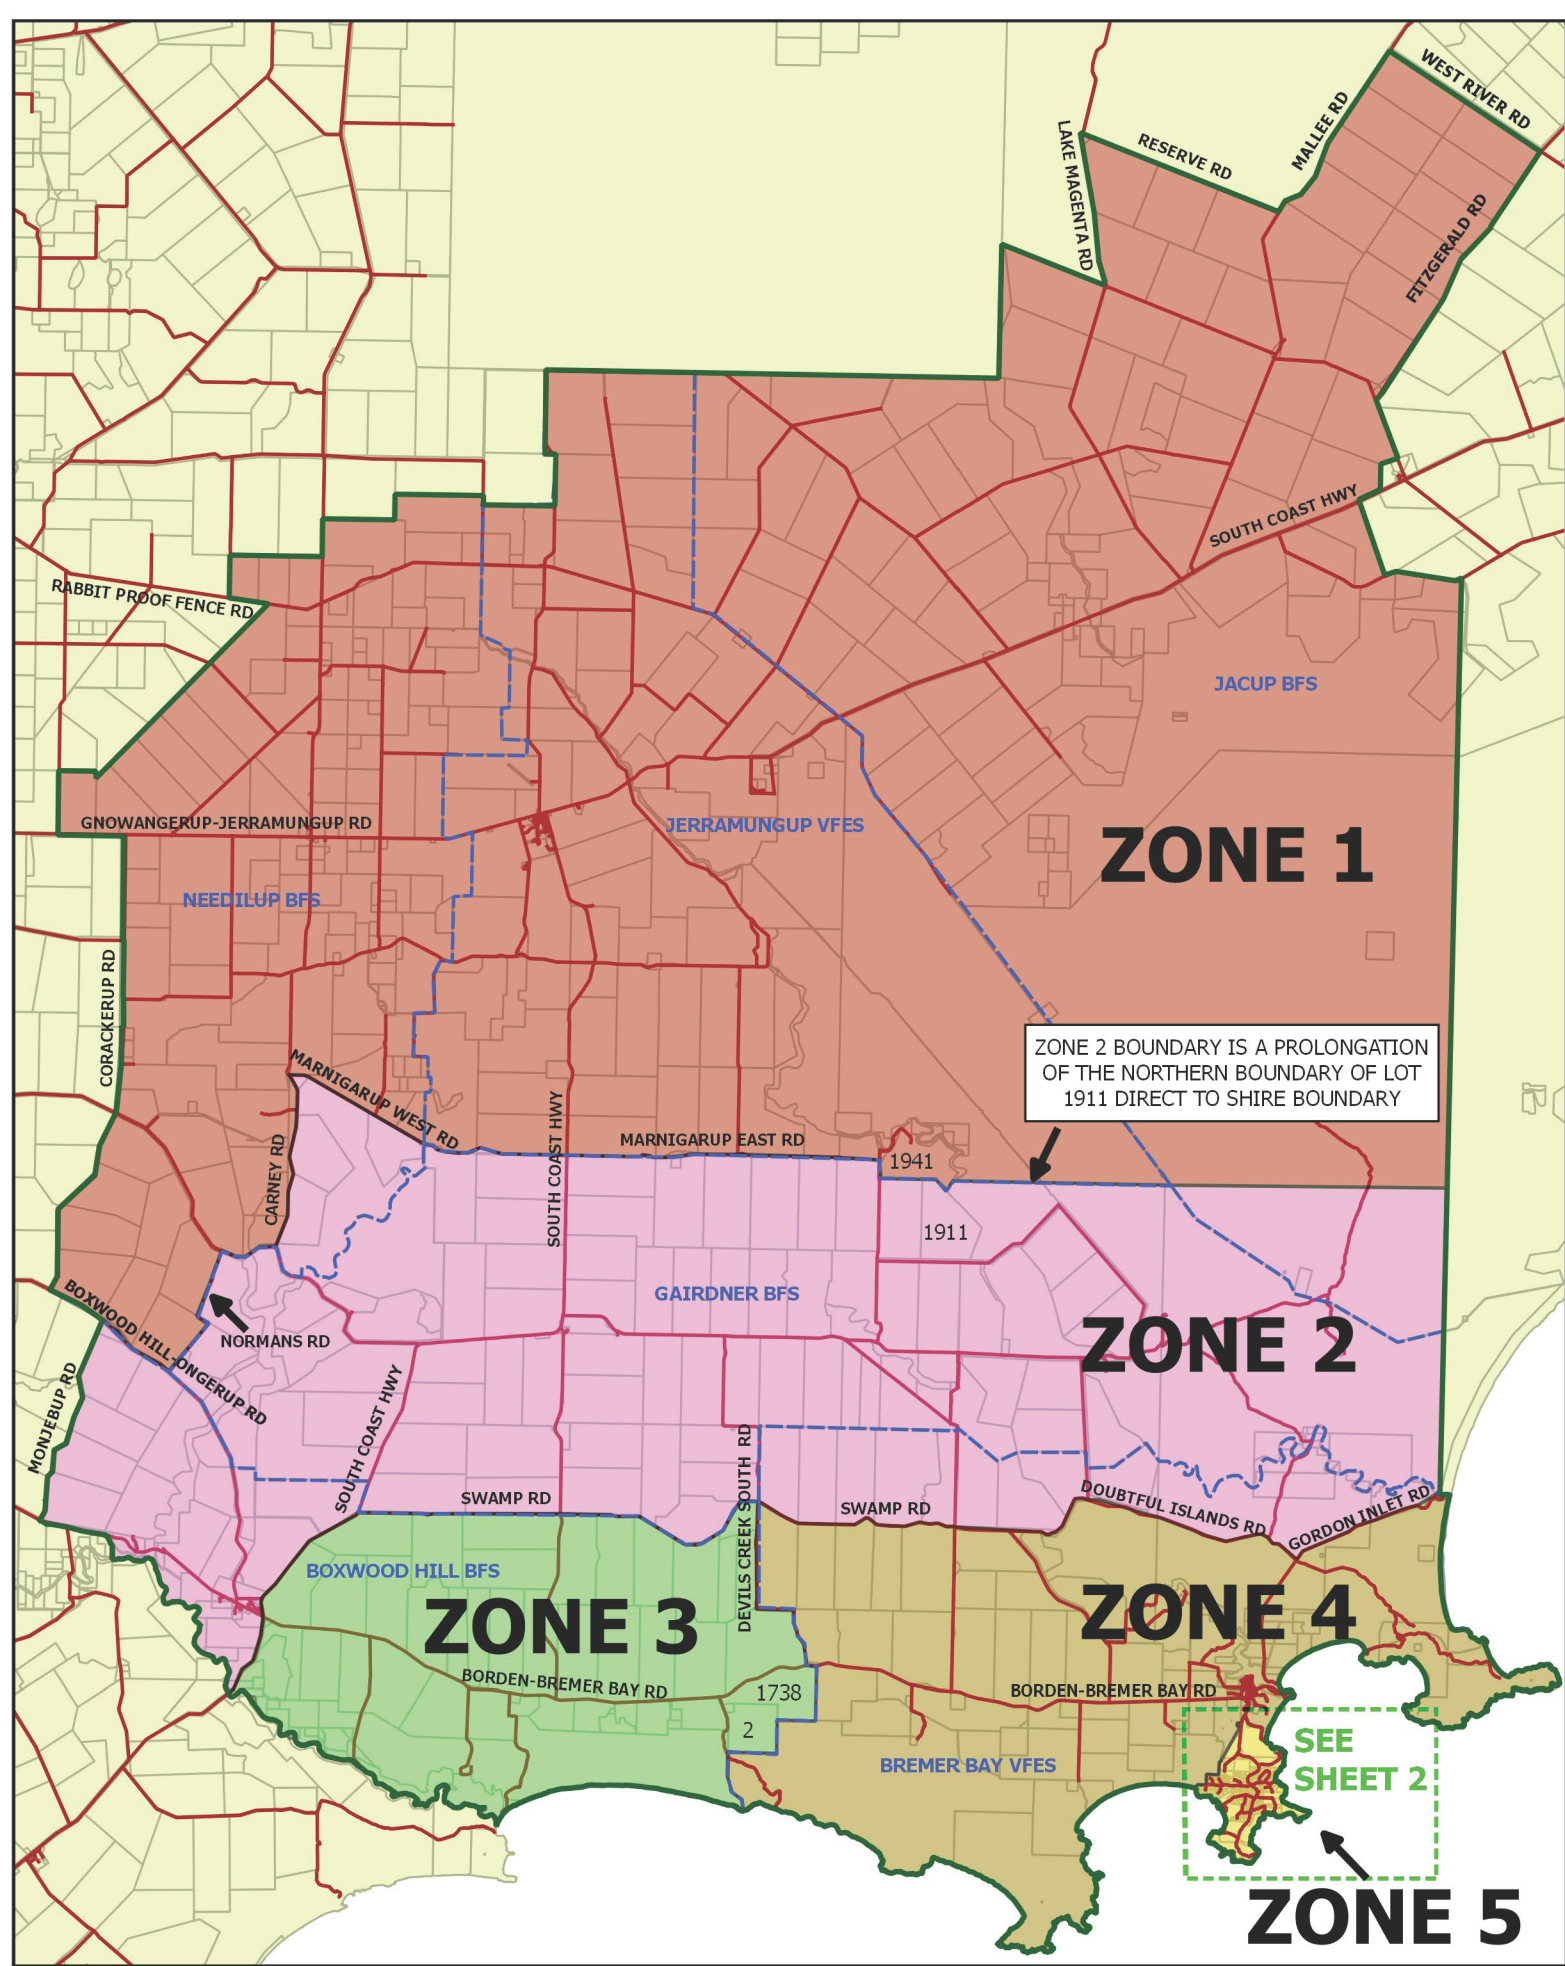 WEST RIVER RD
MALLEE RD
RESERVE RD
LAKE MAGENTA RD
FITZGERALD RD
SOUTH COAST HWY
RABBIT PROOF FENCE RD
JACUP BFS
GNOWANGERUP-JERRAMUNGUP RD
JERRAMUNGUP VFES
ZONE 1
NEEDILUP BFS
CORACKERUP RD
ZONE 2 BOUNDARY IS A PROLONGATION
OF THE NORTHERN BOUNDARY OF LOT
1911 DIRECT TO SHIRE BOUNDARY
MARNIGARUP WEST RD
MARNIGARUP EAST RD
1941
CARNEY RD
SOUTH COAST HWY
1911
GAIRDNER BFS
BOXWOOD HILL-ONGERUP RD
NORMANS RD
ZONE 2
MONJEBUP RD
SOUTH COAST HWY
DEVILS CREEK SOUTH RD
SWAMP RD
SWAMP RD
DOUBTFUL ISLANDS RD
GORDON INLET RD
BOXWOOD HILL BFS
ZONE 3
ZONE 4
BORDEN-BREMER BAY RD
1738
BORDEN-BREMER BAY RD
2
SEE
SHEET 2
BREMER BAY VFES
ZONE 5